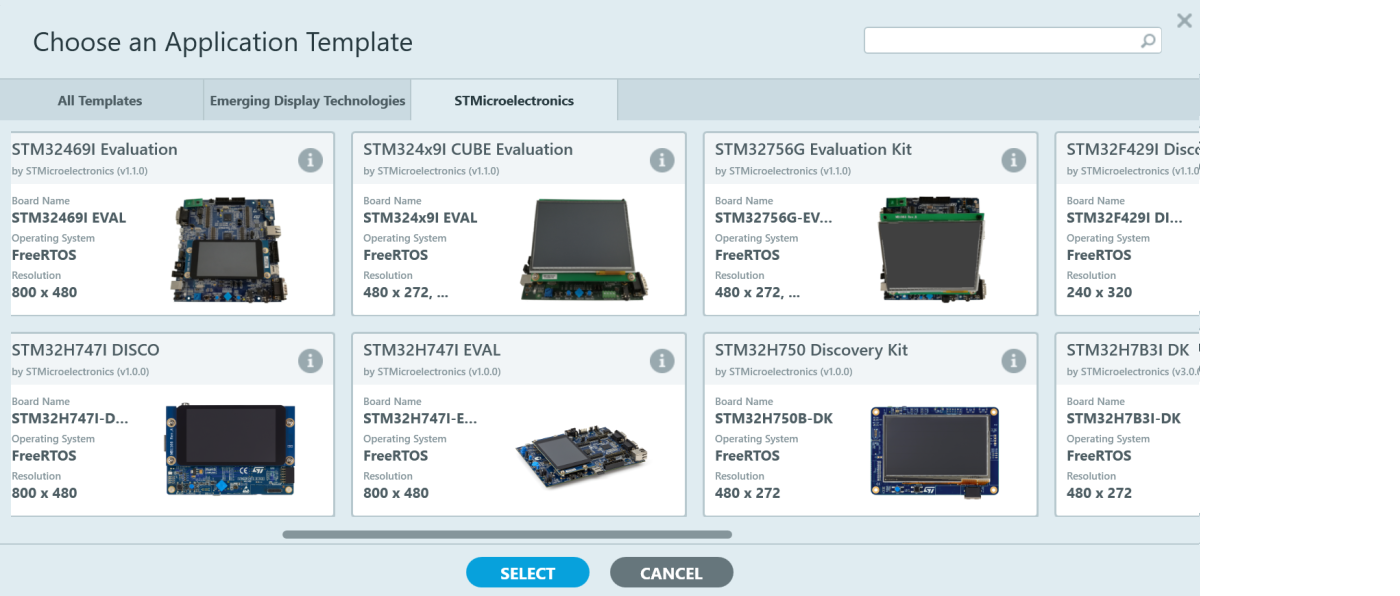 Choose an Application Template
All Templates
Emerging Display Technologies
STMicroelectronics
STM32469I Evaluation
by STMicroelectronics (v1.1.0)
Board Name
STM32469I EVAL
Operating System
FreeRTOS
Resolution
800 x 480
STM324x9I CUBE Evaluation
by STMicroelectronics (v1.1.0)
Board Name
STM324x9I EVAL
Operating System
FreeRTOS
Resolution
480 x 272, ...
STM32756G Evaluation Kit
by STMicroelectronics (v1.1.0)
Board Name
STM32756G-EV...
Operating System
FreeRTOS
Resolution
480 x 272, ...
STM32F429I Disc
by STMicroelectronics (v1.1.0
Board Name
STM32F429I DI...
Operating System
FreeRTOS
Resolution
240 x 320
STM32H747I DISCO
by STMicroelectronics (v1.0.0)
Board Name
STM32H747I-D...
Operating System
FreeRTOS
Resolution
800 x 480
STM32H747I EVAL
by STMicroelectronics (v1.0.0)
Board Name
STM32H747I-E...
Operating System
FreeRTOS
Resolution
800 x 480
STM32H750 Discovery Kit
by STMicroelectronics (v1.0.0)
Board Name
STM32H750B-DK
Operating System
FreeRTOS
Resolution
480 x 272
STM32H7B3I DK
by STMicroelectronics (v3.0.
Board Name
STM32H7B3I-DK
Operating System
FreeRTOS
Resolution
480 x 272
SELECT
CANCEL